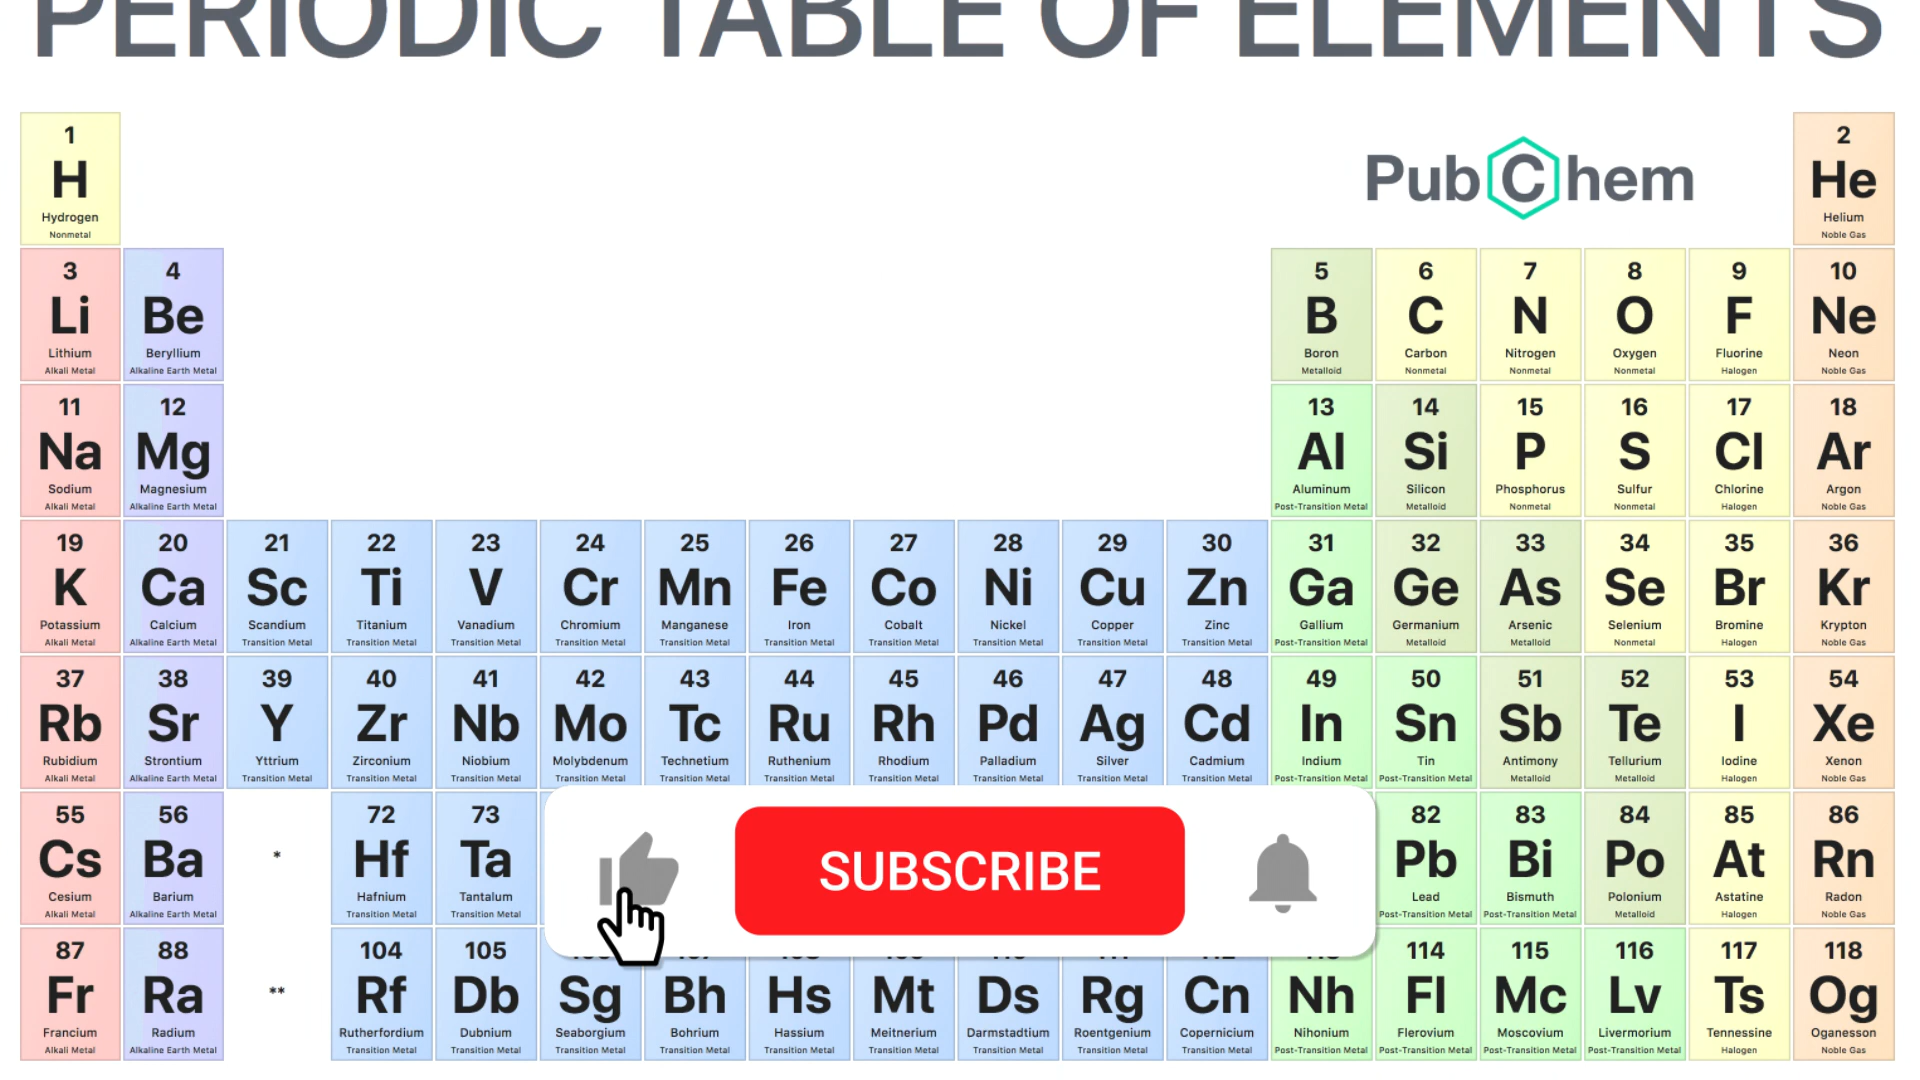 PERIODIC TABLE OF ELEMENTS
1 2
H PubChem He
Hydrogen Helium
Nonmetal Noble Gas
3 4 5 6 7 8 9 10
Li Be B C N O F Ne
Lithium Beryllium Boron Carbon Nitrogen Oxygen Fluorine Neon
Alkali Metal Alkaline Earth Metal Metalloid Nonmetal Nonmetal Nonmetal Halogen Noble Gas
11 12 13 14 15 16 17 18
Na Mg Al Si P S Cl Ar
Sodium Magnesium Aluminum Silicon Phosphorus Sulfur Chlorine Argon
Alkali Metal Alkaline Earth Metal Post-Transition Metal Metalloid Nonmetal Nonmetal Halogen Noble Gas
19 20 21 22 23 24 25 26 27 28 29 30 31 32 33 34 35 36
K Ca Sc Ti V Cr Mn Fe Co Ni Cu Zn Ga Ge As Se Br Kr
Potassium Calcium Scandium Titanium Vanadium Chromium Manganese Iron Cobalt Nickel Copper Zinc Gallium Germanium Arsenic Selenium Bromine Krypton
Alkali Metal Alkaline Earth Metal Transition Metal Transition Metal Transition Metal Transition Metal Transition Metal Transition Metal Transition Metal Transition Metal Transition Metal Transition Metal Post-Transition Metal Metalloid Metalloid Nonmetal Halogen Noble Gas
37 38 39 40 41 42 43 44 45 46 47 48 49 50 51 52 53 54
Rb Sr Y Zr Nb Mo Tc Ru Rh Pd Ag Cd In Sn Sb Te I Xe
Rubidium Strontium Yttrium Zirconium Niobium Molybdenum Technetium Ruthenium Rhodium Palladium Silver Cadmium Indium Tin Antimony Tellurium Iodine Xenon
Alkali Metal Alkaline Earth Metal Transition Metal Transition Metal Transition Metal Transition Metal Transition Metal Transition Metal Transition Metal Transition Metal Transition Metal Transition Metal Post-Transition Metal Post-Transition Metal Metalloid Metalloid Halogen Noble Gas
55 56 72 73 82 83 84 85 86
Cs Ba * Hf Ta SUBSCRIBE Pb Bi Po At Rn
Cesium Barium Hafnium Tantalum Lead Bismuth Polonium Astatine Radon
Alkali Metal Alkaline Earth Metal Transition Metal Transition Metal Post-Transition Metal Post-Transition Metal Metalloid Halogen Noble Gas
87 88 104 105 114 115 116 117 118
Fr Ra ** Rf Db Sg Bh Hs Mt Ds Rg Cn Nh Fl Mc Lv Ts Og
Francium Radium Rutherfordium Dubnium Seaborgium Bohrium Hassium Meitnerium Darmstadtium Roentgenium Copernicium Nihonium Flerovium Moscovium Livermorium Tennessine Oganesson
Alkali Metal Alkaline Earth Metal Transition Metal Transition Metal Transition Metal Transition Metal Transition Metal Transition Metal Transition Metal Transition Metal Transition Metal Post-Transition Metal Post-Transition Metal Post-Transition Metal Post-Transition Metal Halogen Noble Gas